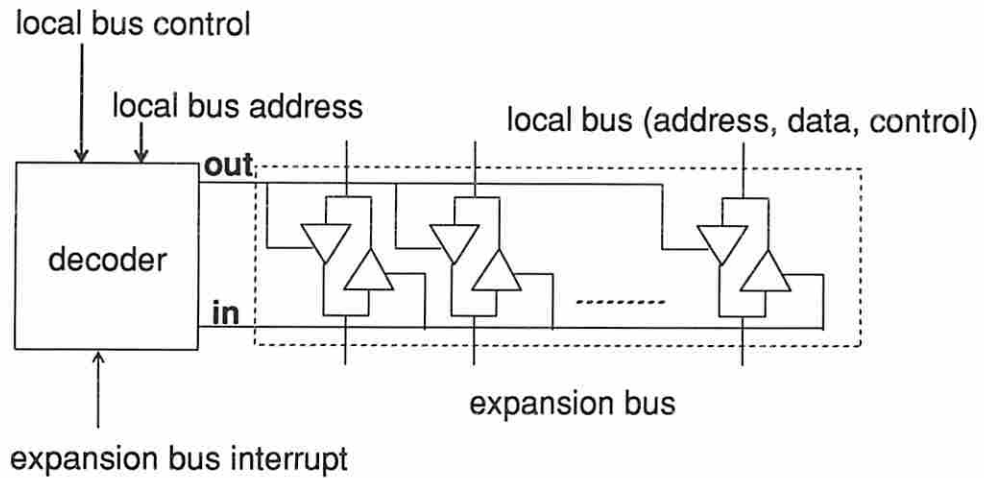 local bus control
local bus address
local bus (address, data, control)
out
decoder
in
expansion bus
expansion bus interrupt